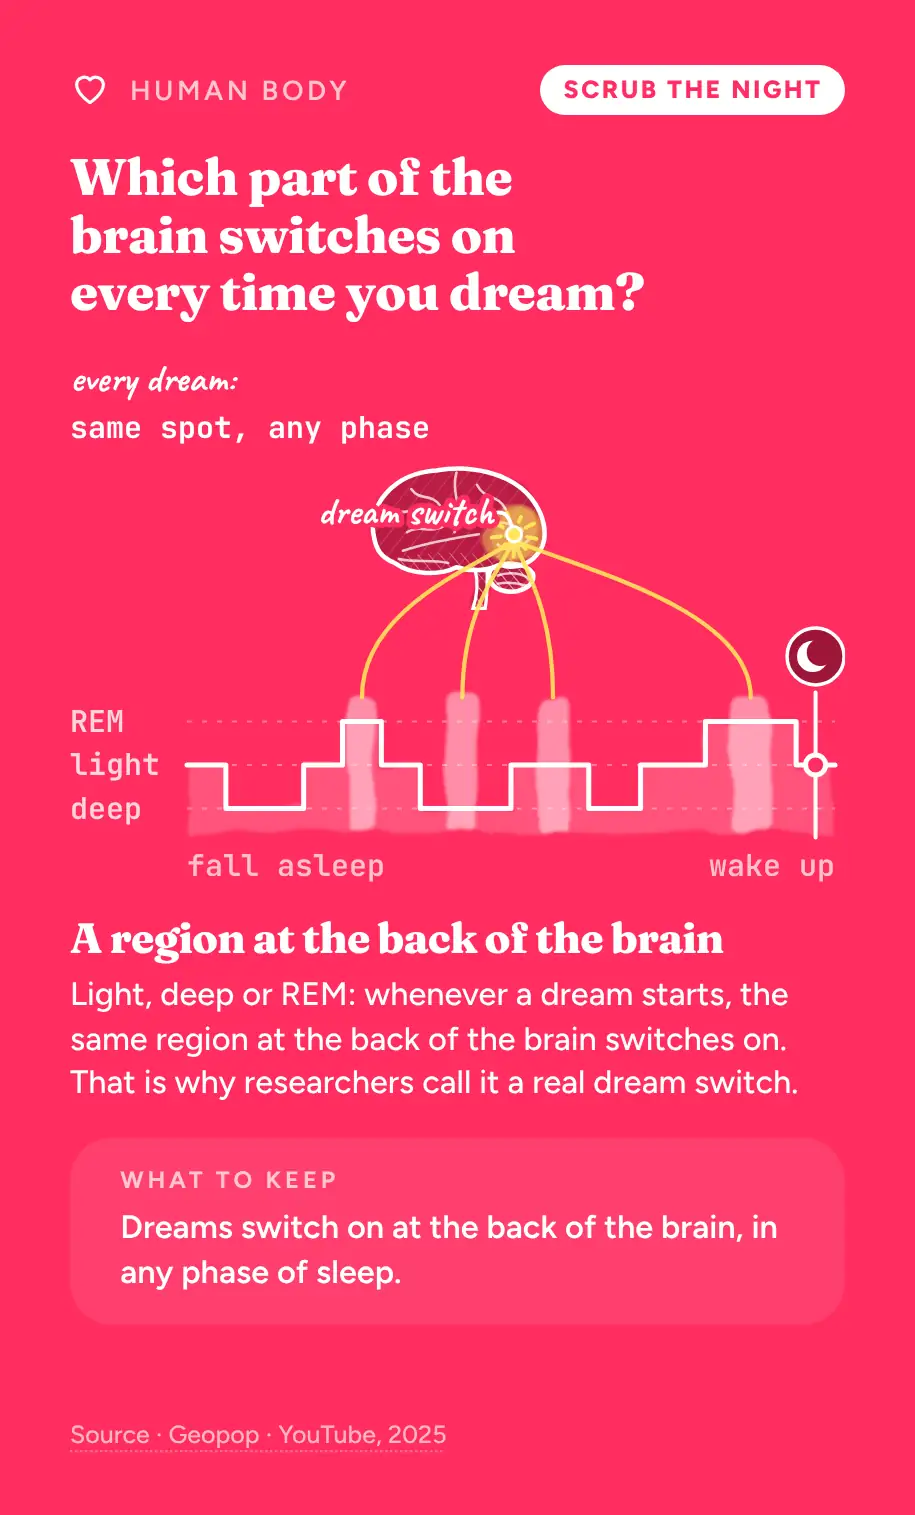 HUMAN BODY
SCRUB THE NIGHT
Which part of the
brain switches on
every time you dream?
every dream:
same spot, any phase
dream switch
REM
light
deep
fall asleep
wake up
A region at the back of the brain
Light, deep or REM: whenever a dream starts, the
same region at the back of the brain switches on.
That is why researchers call it a real dream switch.
WHAT TO KEEP
Dreams switch on at the back of the brain, in
any phase of sleep.
Source · Geopop · YouTube, 2025